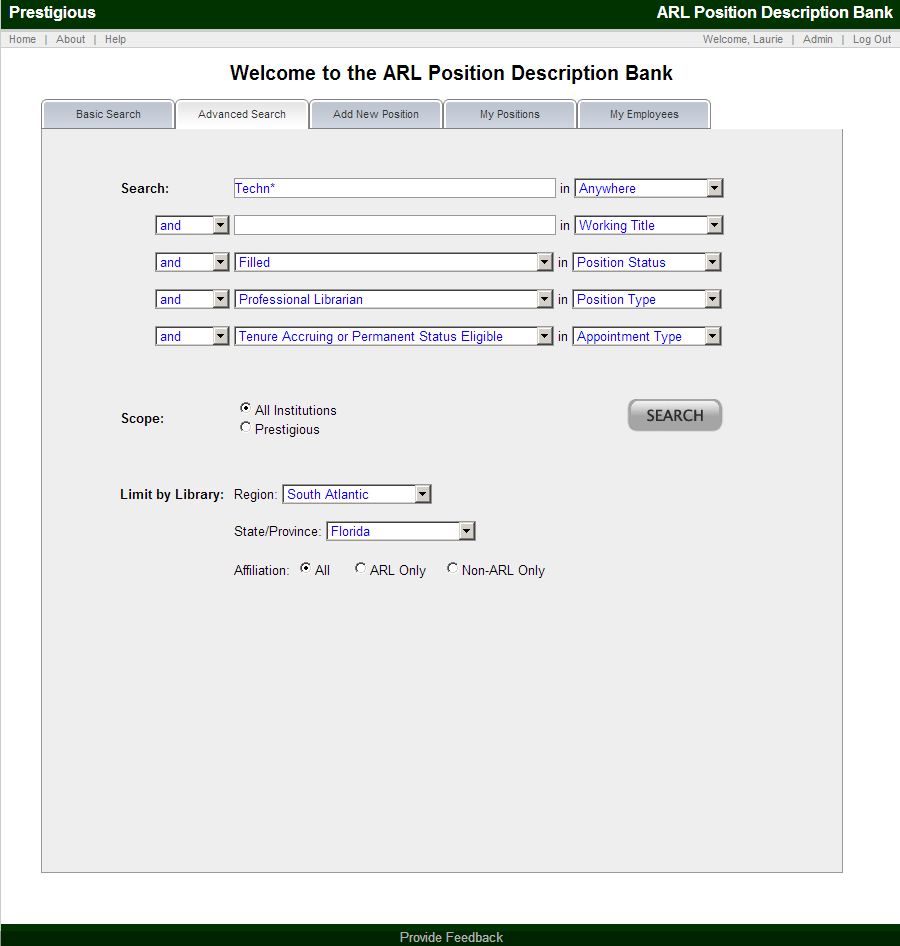 Prestigious ARL Position Description Bank
Home | About | Help Welcome, Laurie | Admin | Log Out
Welcome to the ARL Position Description Bank
Basic Search Advanced Search Add New Position My Positions My Employees
Search: Techn* in Anywhere
and in Working Title
and Filled in Position Status
and Professional Librarian in Position Type
and Tenure Accruing or Permanent Status Eligible in Appointment Type
Scope: All Institutions
Prestigious
SEARCH
Limit by Library: Region: South Atlantic
State/Province: Florida
Affiliation: All ARL Only Non-ARL Only
Provide Feedback